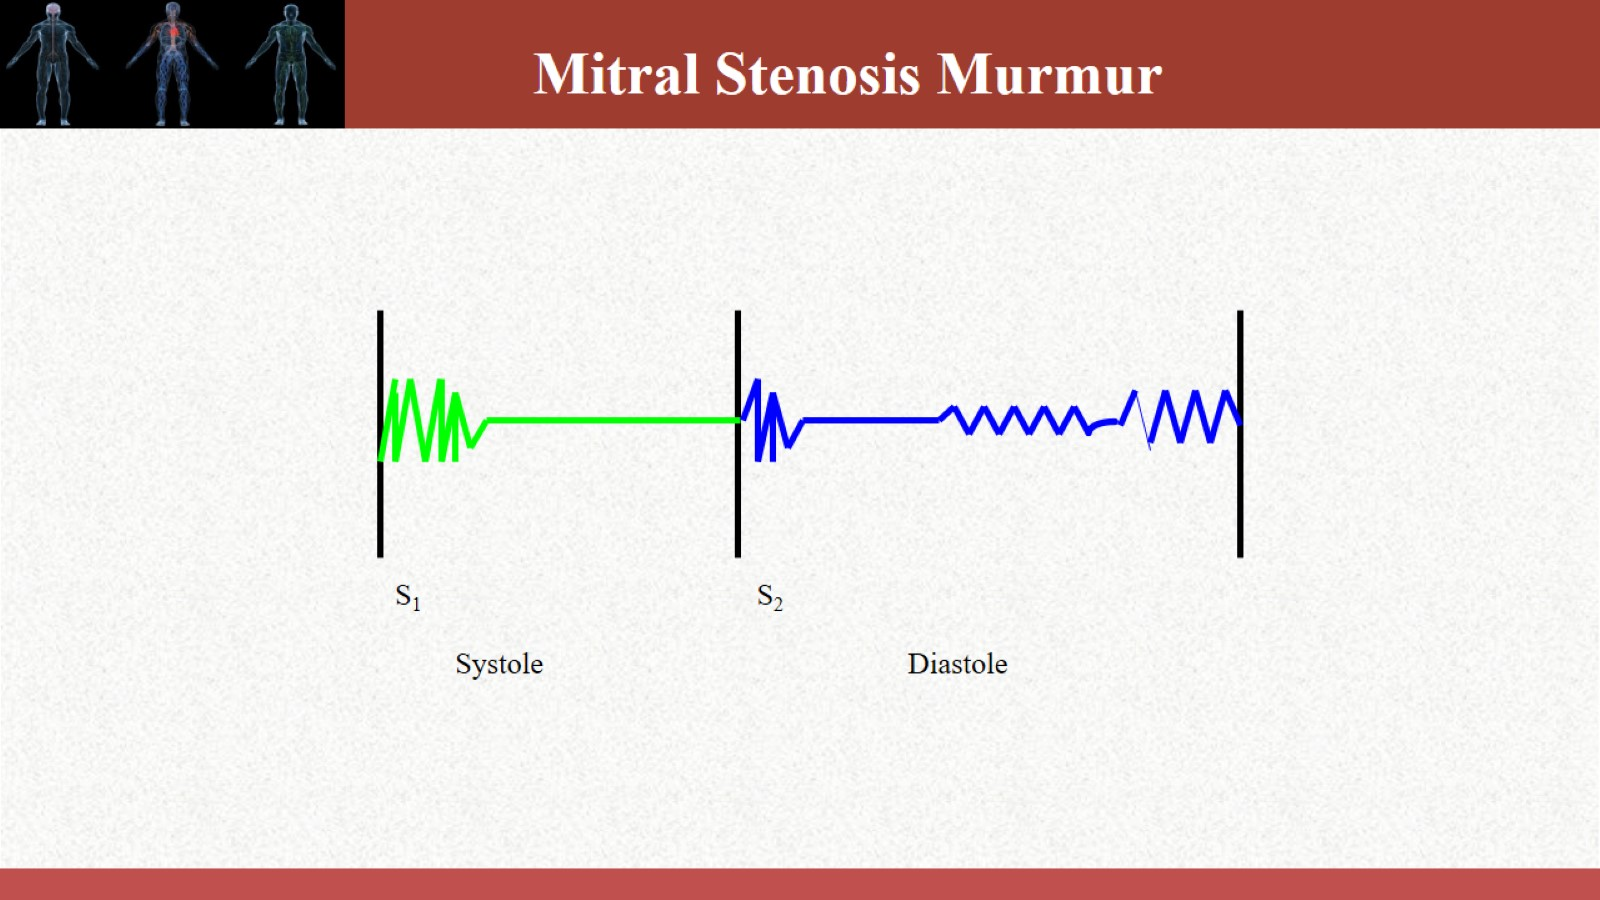 Mitral Stenosis Murmur
S₁ S₂
Systole Diastole